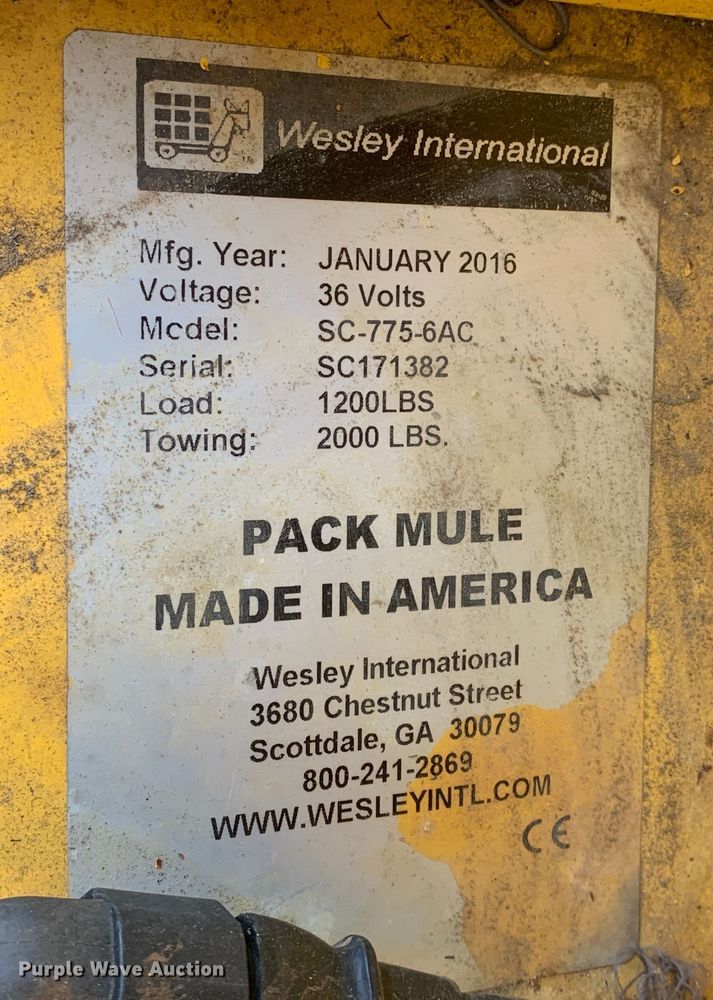 Wesley International
Mfg. Year: JANUARY 2016
Voltage: 36 Volts
Model: SC-775-6AC
Serial: SC171382
Load: 1200LBS
Towing: 2000 LBS.
PACK MULE
MADE IN AMERICA
Wesley International
3680 Chestnut Street
Scottdale, GA 30079
800-241-2869
WWW.WESLEYINTL.COM
CE
Purple Wave Auction